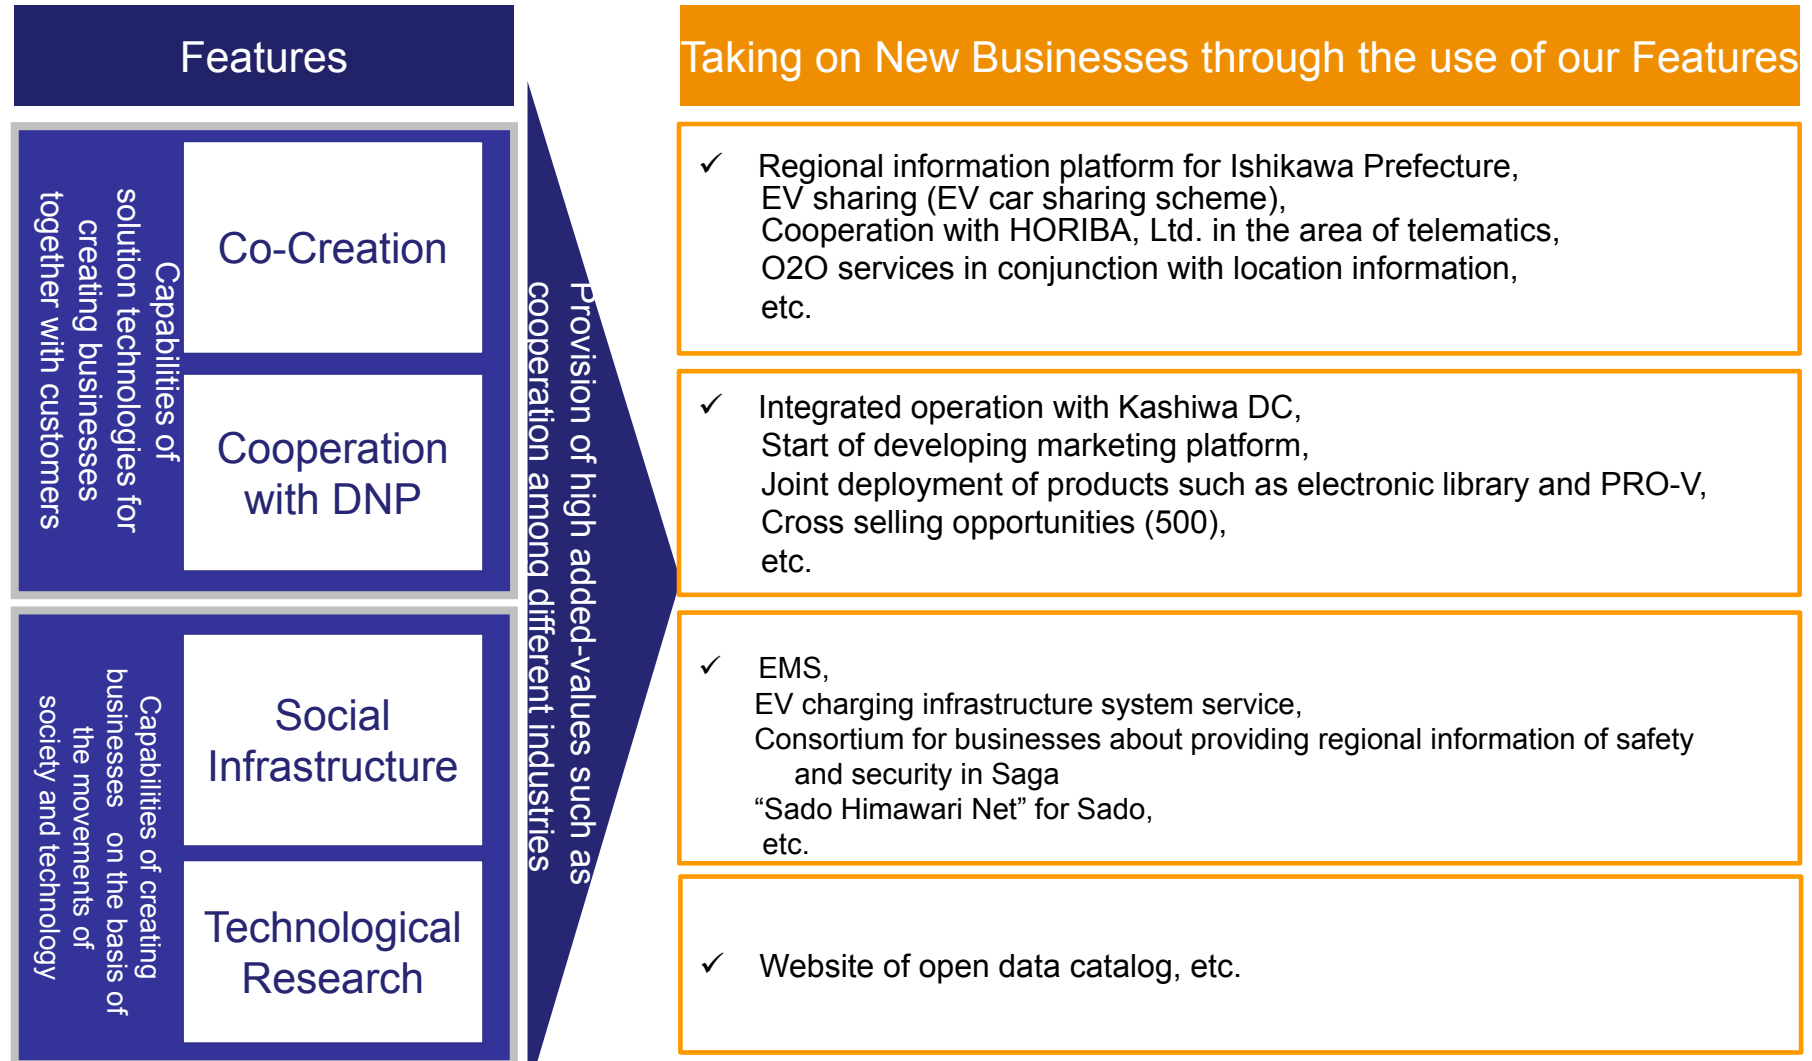 Features
Taking on New Businesses through the use of our Features
Capabilities of
solution technologies for
creating businesses
together with customers
Co-Creation
Cooperation
with DNP
Capabilities of creating
businesses on the basis of
the movements of
society and technology
Social
Infrastructure
Technological
Research
Provision of high added-values such as
cooperation among different industries
✓ Regional information platform for Ishikawa Prefecture,
EV sharing (EV car sharing scheme),
Cooperation with HORIBA, Ltd. in the area of telematics,
O2O services in conjunction with location information,
etc.
✓ Integrated operation with Kashiwa DC,
Start of developing marketing platform,
Joint deployment of products such as electronic library and PRO-V,
Cross selling opportunities (500),
etc.
✓ EMS,
EV charging infrastructure system service,
Consortium for businesses about providing regional information of safety
and security in Saga
“Sado Himawari Net” for Sado,
etc.
✓ Website of open data catalog, etc.